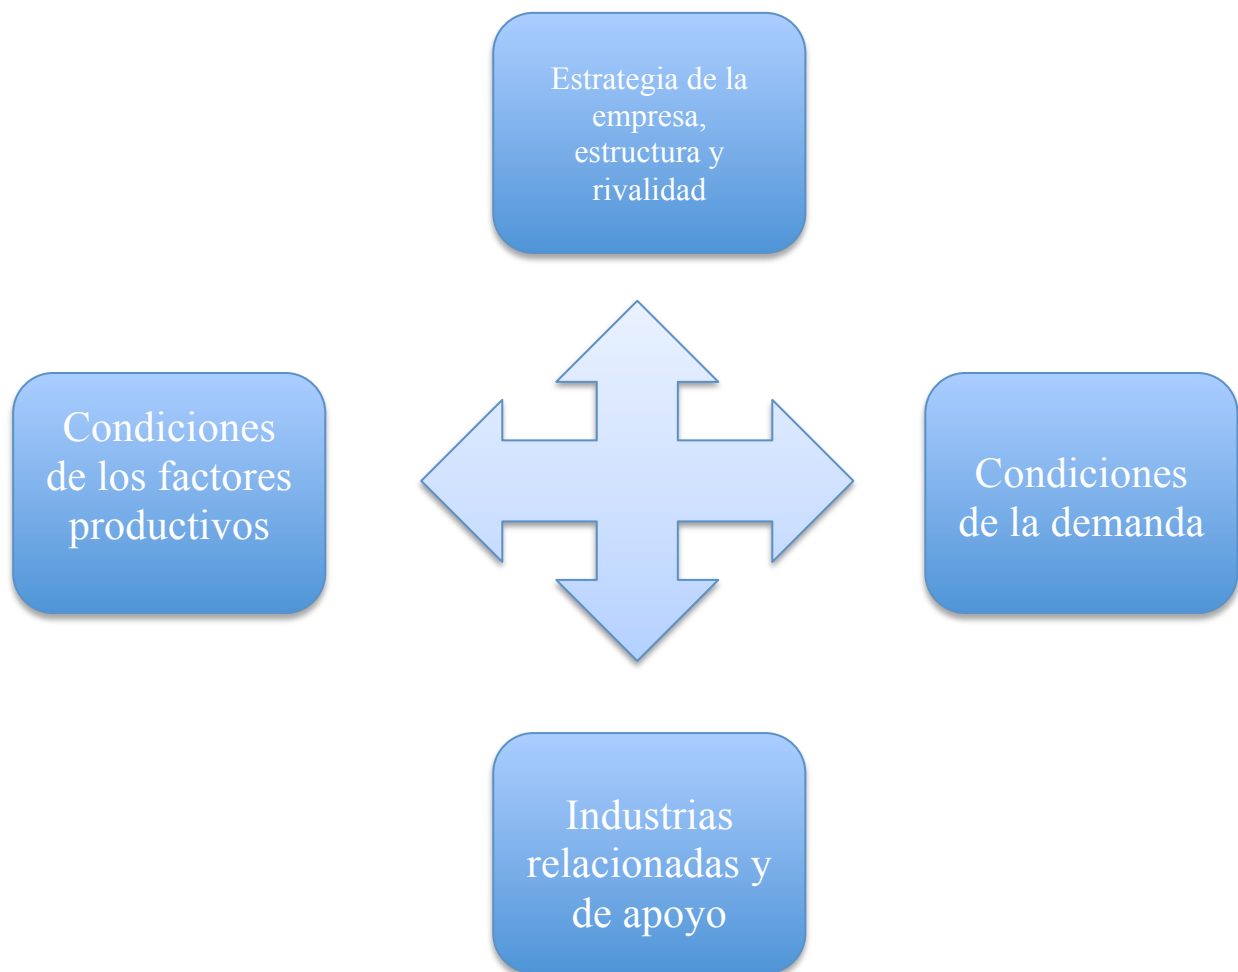 Estrategia de la
empresa,
estructura y
rivalidad
Condiciones
de los factores
productivos
Condiciones
de la demanda
Industrias
relacionadas y
de apoyo